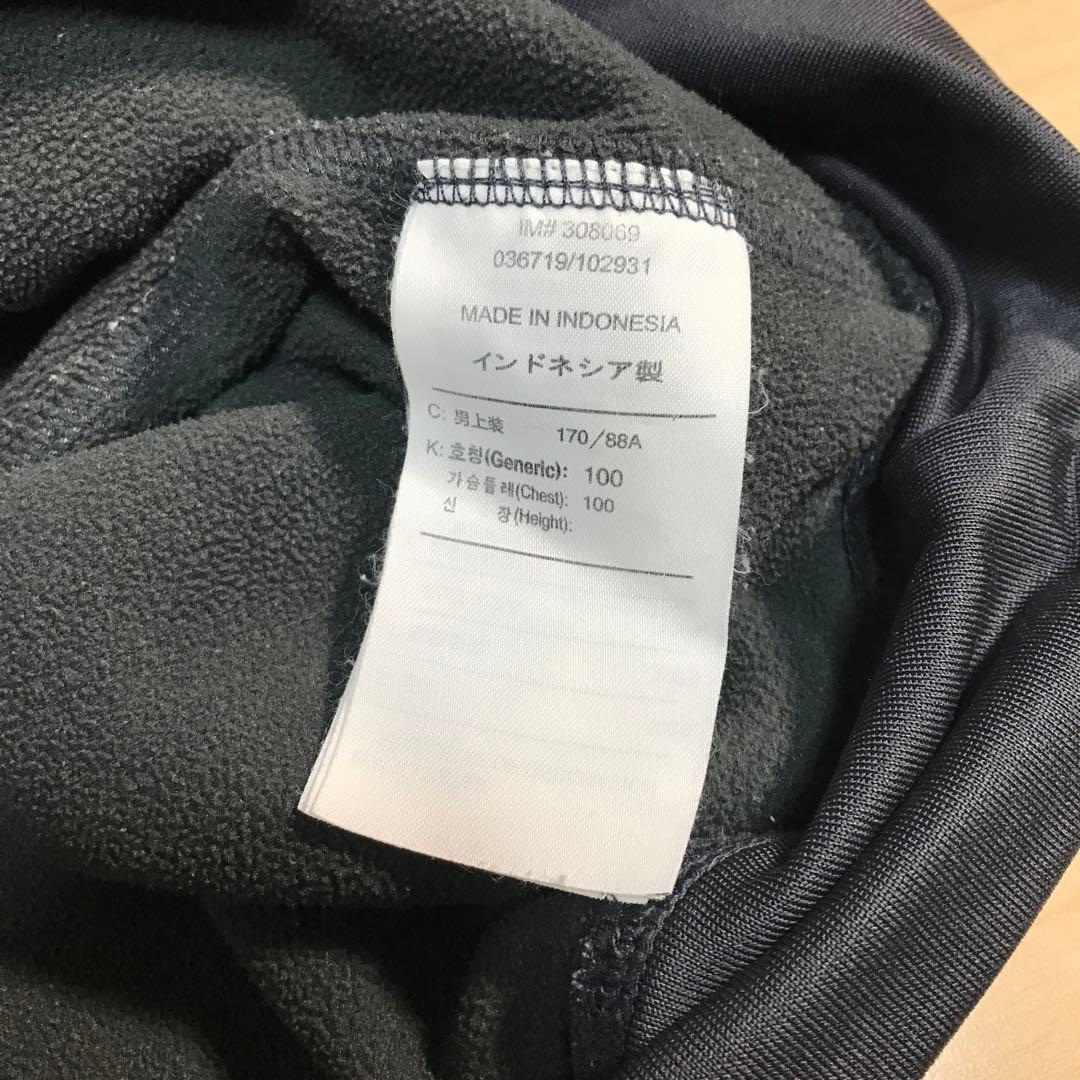 IM# 308069
036719/102931
MADE IN INDONESIA
インドネシア製
C: 男上装 170/88A
K: 호칭(Generic): 100
가슴둘레(Chest): 100
신 장(Height):